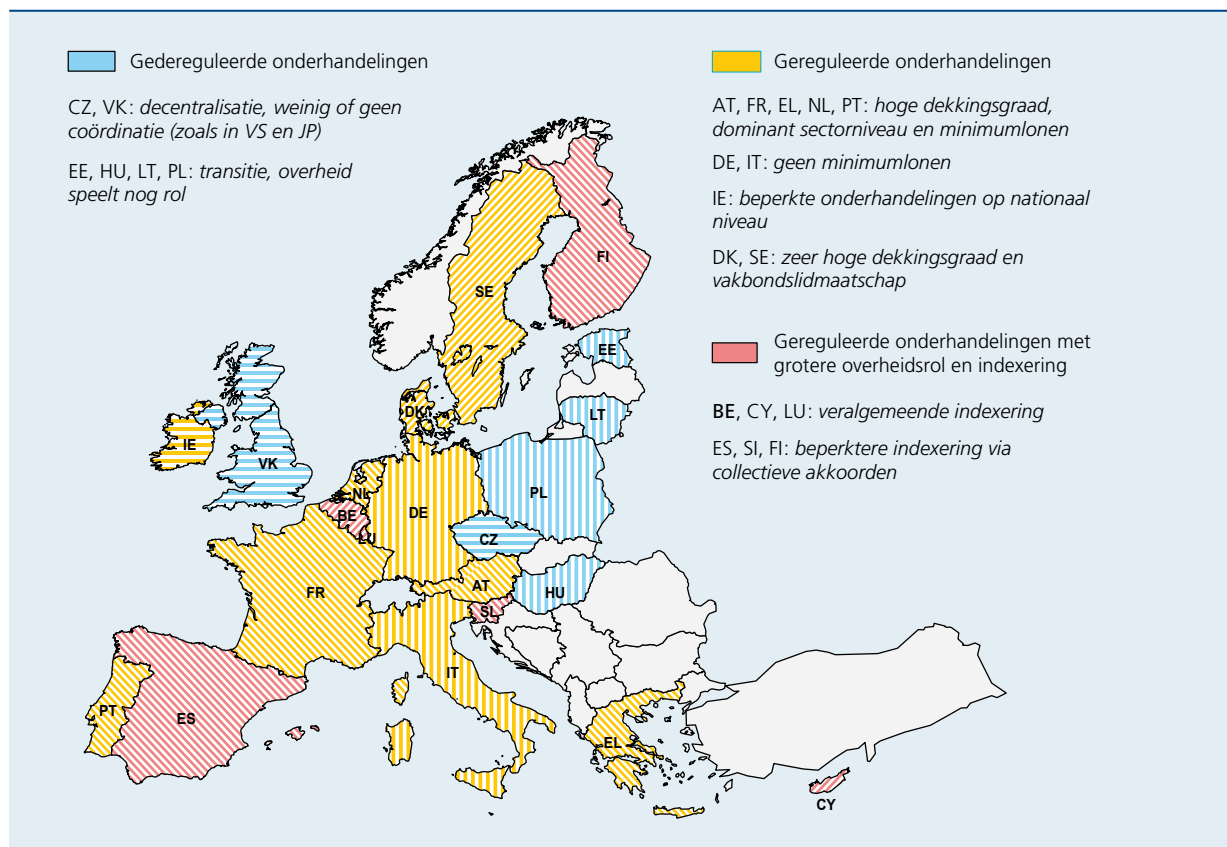 Gedereguleerde onderhandelingen
CZ, VK: decentralisatie, weinig of geen
coördinatie (zoals in VS en JP)
EE, HU, LT, PL: transitie, overheid
speelt nog rol
Gereguleerde onderhandelingen
AT, FR, EL, NL, PT: hoge dekkingsgraad,
dominant sectorniveau en minimumlonen
DE, IT: geen minimumlonen
IE: beperkte onderhandelingen op nationaal
niveau
DK, SE: zeer hoge dekkingsgraad en
vakbondslidmaatschap
Gereguleerde onderhandelingen met
grotere overheidsrol en indexering
BE, CY, LU: veralgemeende indexering
ES, SI, FI: beperktere indexering via
collectieve akkoorden
FI
SE
EE
LT
DK
IE
VK
NL
PL
DE
BE
LU
CZ
AT
HU
FR
SL
IT
PT
ES
EL
CY